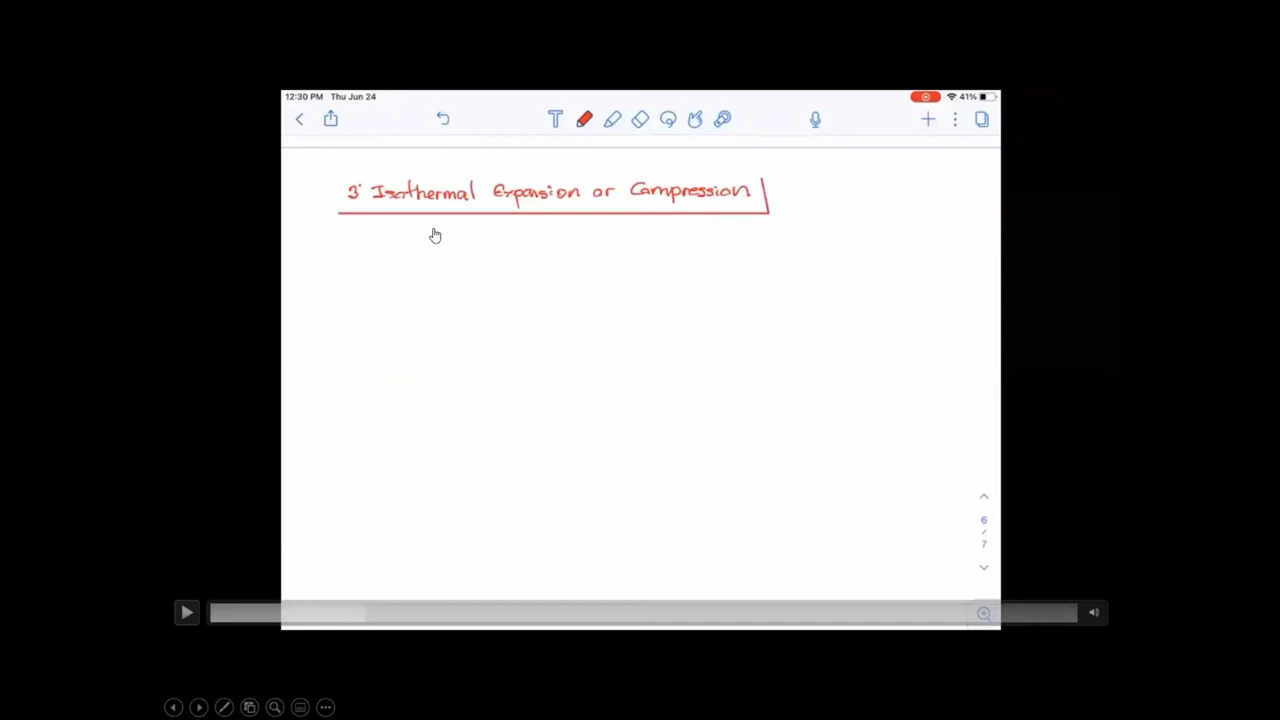 12:30 PM Thu Jun 24
41%
T
3. Isothermal Expansion or Compression
6
7